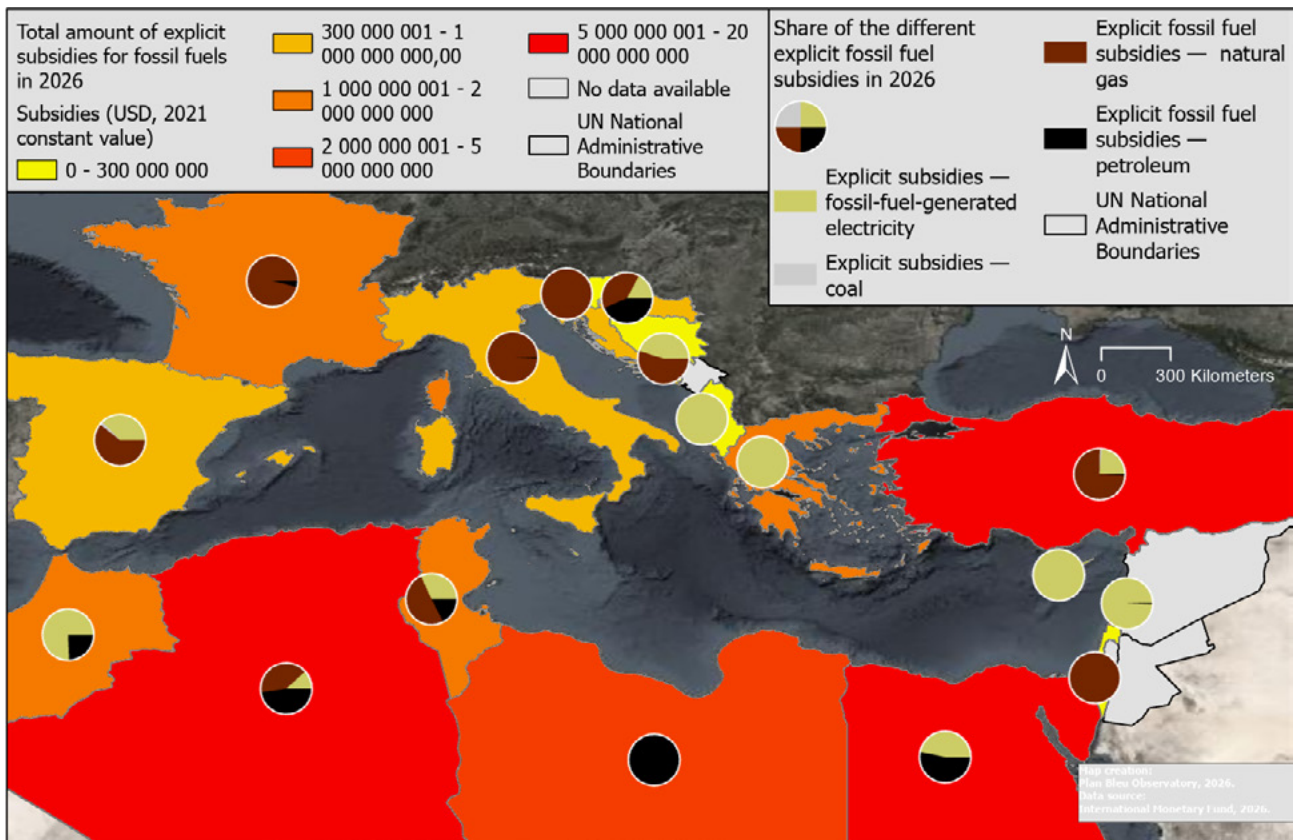 Total amount of explicit
subsidies for fossil fuels
in 2026
Subsidies (USD, 2021
constant value)
0 - 300 000 000
300 000 001 - 1
000 000 000,00
1 000 000 001 - 2
000 000 000
2 000 000 001 - 5
000 000 000
5 000 000 001 - 20
000 000 000
No data available
UN National
Administrative
Boundaries
Share of the different
explicit fossil fuel
subsidies in 2026
Explicit subsidies —
fossil-fuel-generated
electricity
Explicit subsidies —
coal
Explicit fossil fuel
subsidies — natural
gas
Explicit fossil fuel
subsidies —
petroleum
UN National
Administrative
Boundaries
N
0 300 Kilometers
Map creation:
Plan Bleu Observatory, 2026.
Data source:
International Monetary Fund, 2026.